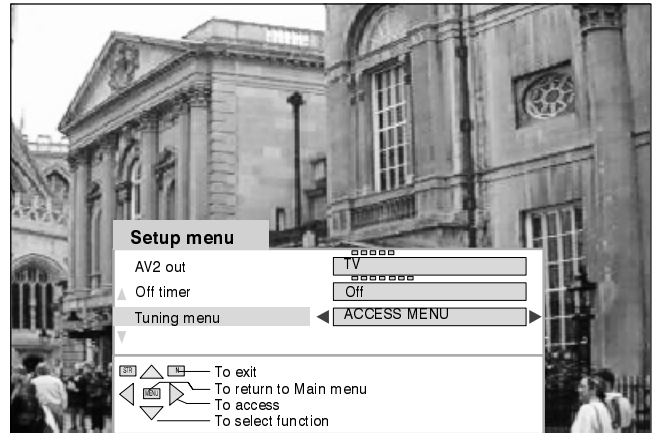 Setup menu
AV2 out TV
Off timer Off
Tuning menu ACCESS MENU
STR N To exit
MENU To return to Main menu
To access
To select function